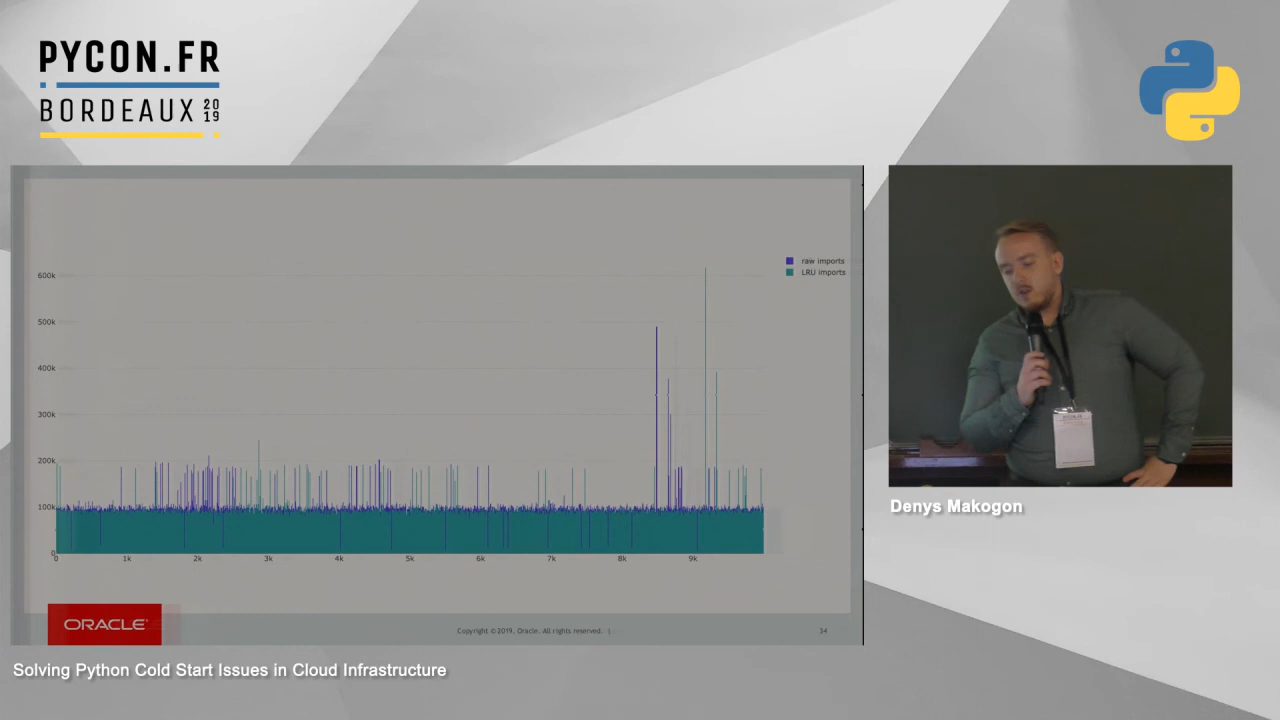 PYCON.FR
BORDEAUX 2019
raw imports
LRU imports
600k
500k
400k
300k
200k
100k
0
0 1k 2k 3k 4k 5k 6k 7k 8k 9k
ORACLE
Copyright © 2019, Oracle. All rights reserved. |
34
PYCON.FR
Denys Makogon
Solving Python Cold Start Issues in Cloud Infrastructure